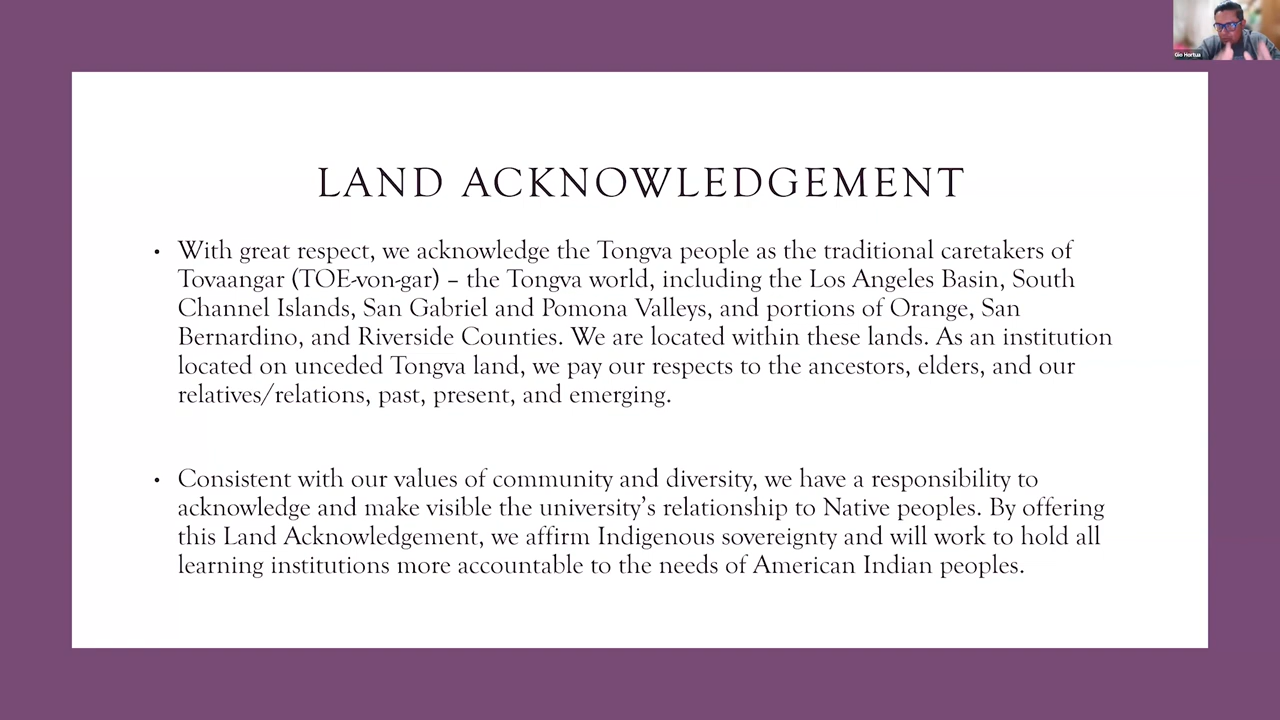 Gio Hortua
LAND ACKNOWLEDGEMENT
• With great respect, we acknowledge the Tongva people as the traditional caretakers of
Tovaangar (TOE-von-gar) – the Tongva world, including the Los Angeles Basin, South
Channel Islands, San Gabriel and Pomona Valleys, and portions of Orange, San
Bernardino, and Riverside Counties. We are located within these lands. As an institution
located on unceded Tongva land, we pay our respects to the ancestors, elders, and our
relatives/relations, past, present, and emerging.
• Consistent with our values of community and diversity, we have a responsibility to
acknowledge and make visible the university’s relationship to Native peoples. By offering
this Land Acknowledgement, we affirm Indigenous sovereignty and will work to hold all
learning institutions more accountable to the needs of American Indian peoples.